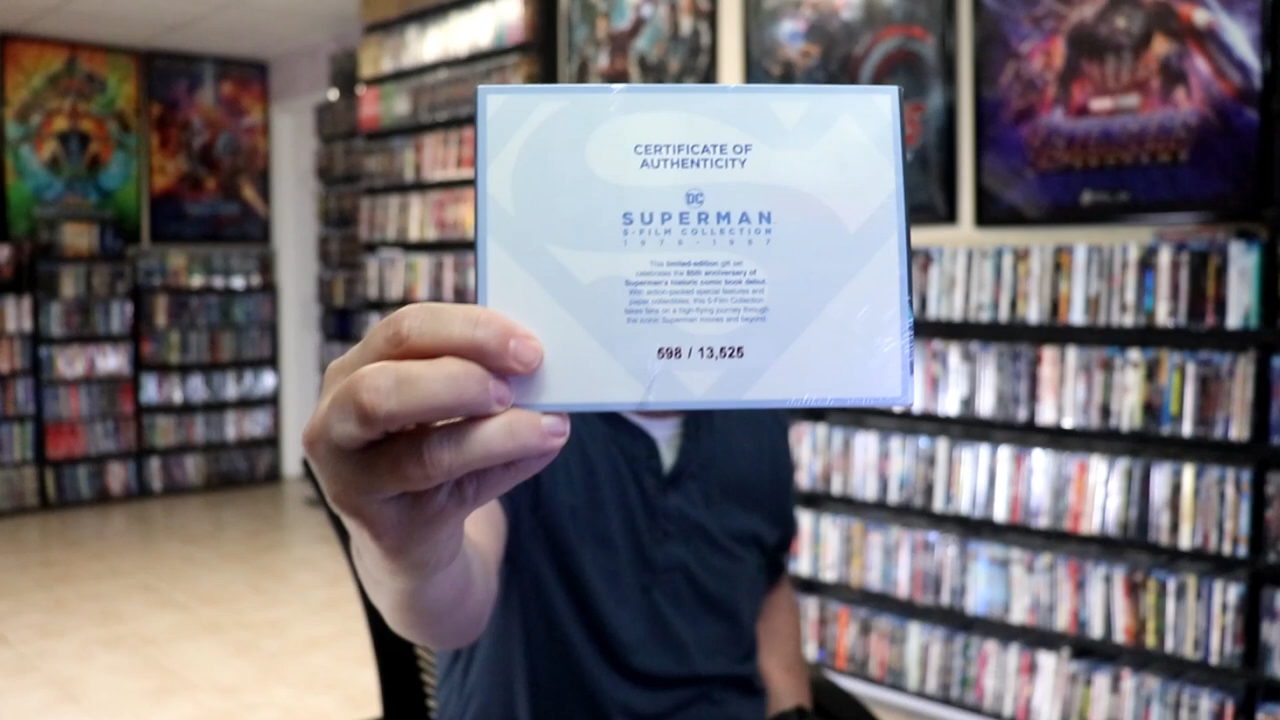 CERTIFICATE OF
AUTHENTICITY
DC
SUPERMAN
5-FILM COLLECTION
1978-1987
This limited-edition gift set
celebrates the 85th anniversary of
Superman's historic comic book debut.
With action-packed special features and
paper collectibles, this 5-Film Collection
takes fans on a high-flying journey through
the iconic Superman movies and beyond.
598 / 13,525